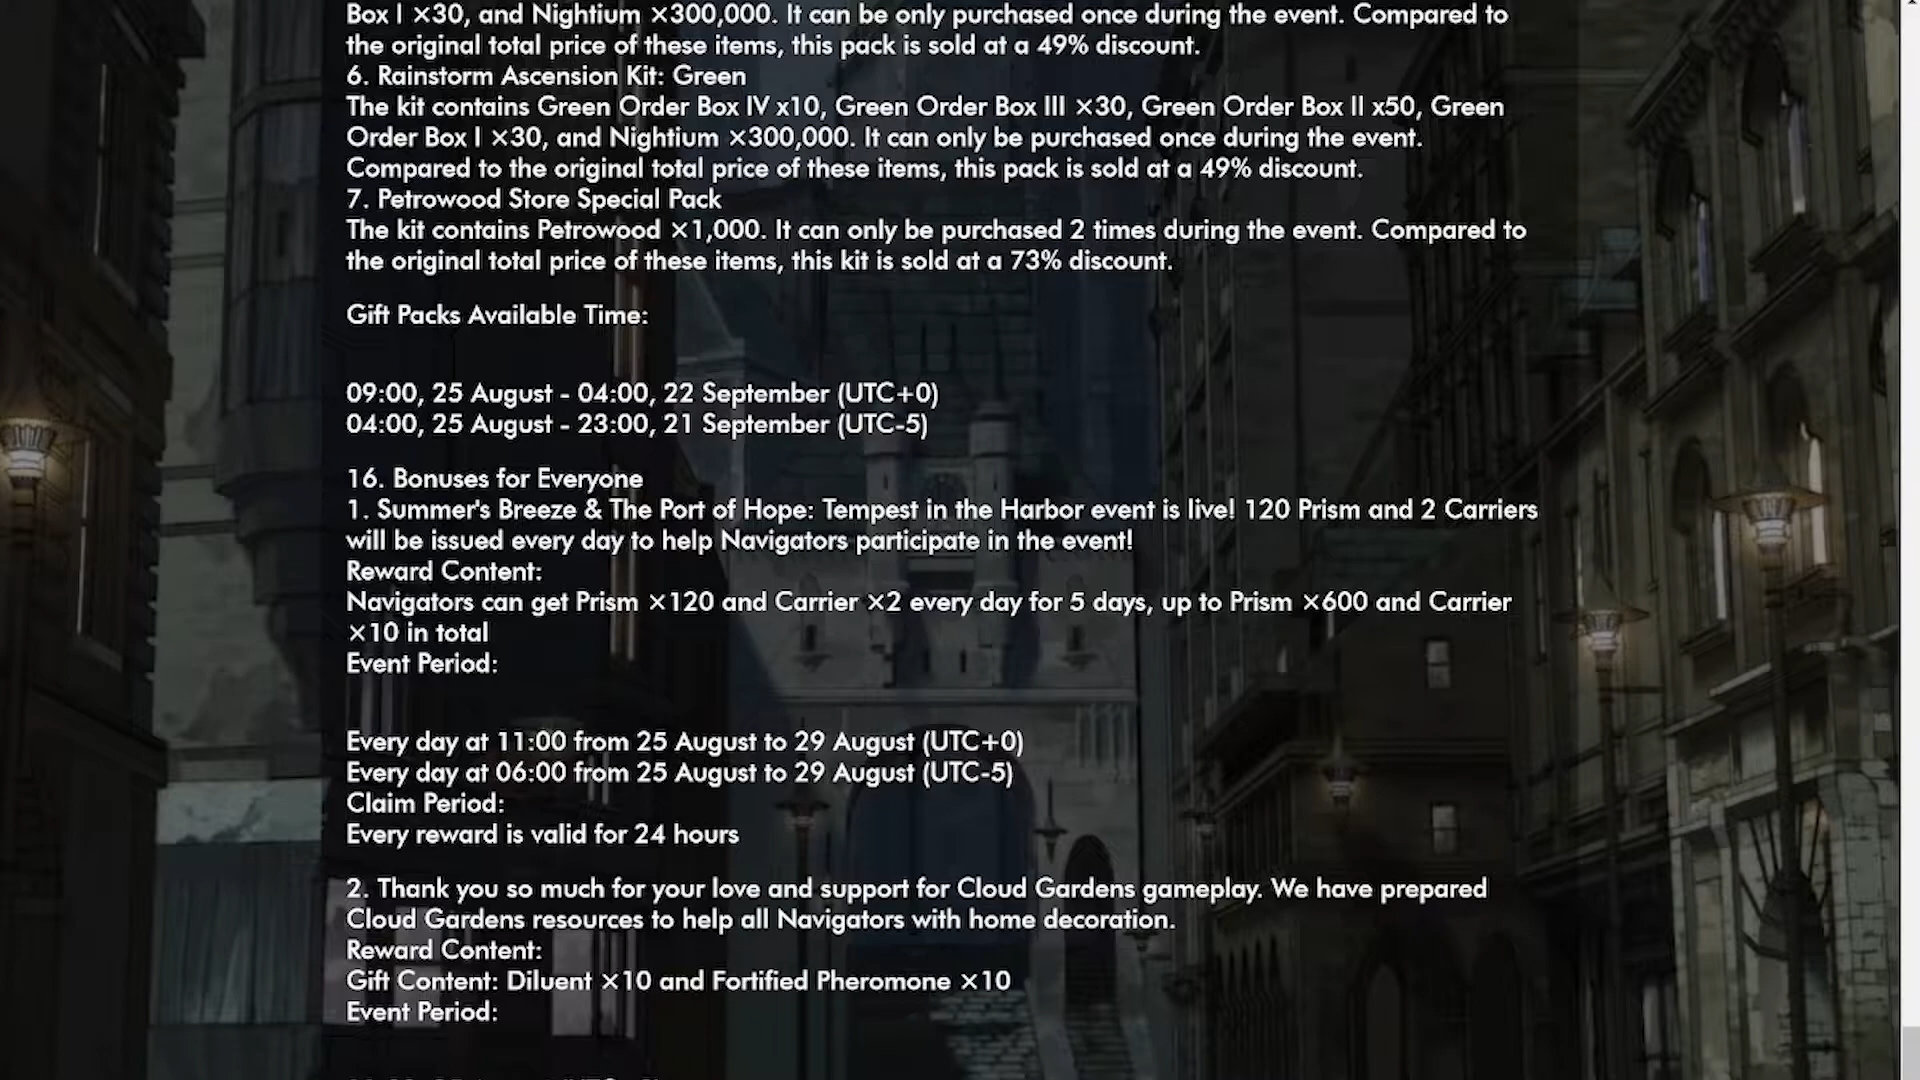 Box I ×30, and Nightium ×300,000. It can be only purchased once during the event. Compared to
the original total price of these items, this pack is sold at a 49% discount.
6. Rainstorm Ascension Kit: Green
The kit contains Green Order Box IV x10, Green Order Box III ×30, Green Order Box II x50, Green
Order Box I ×30, and Nightium ×300,000. It can only be purchased once during the event.
Compared to the original total price of these items, this pack is sold at a 49% discount.
7. Petrowood Store Special Pack
The kit contains Petrowood ×1,000. It can only be purchased 2 times during the event. Compared to
the original total price of these items, this kit is sold at a 73% discount.
Gift Packs Available Time:
09:00, 25 August - 04:00, 22 September (UTC+0)
04:00, 25 August - 23:00, 21 September (UTC-5)
16. Bonuses for Everyone
1. Summer's Breeze & The Port of Hope: Tempest in the Harbor event is live! 120 Prism and 2 Carriers
will be issued every day to help Navigators participate in the event!
Reward Content:
Navigators can get Prism ×120 and Carrier ×2 every day for 5 days, up to Prism ×600 and Carrier
×10 in total
Event Period:
Every day at 11:00 from 25 August to 29 August (UTC+0)
Every day at 06:00 from 25 August to 29 August (UTC-5)
Claim Period:
Every reward is valid for 24 hours
2. Thank you so much for your love and support for Cloud Gardens gameplay. We have prepared
Cloud Gardens resources to help all Navigators with home decoration.
Reward Content:
Gift Content: Diluent ×10 and Fortified Pheromone ×10
Event Period: